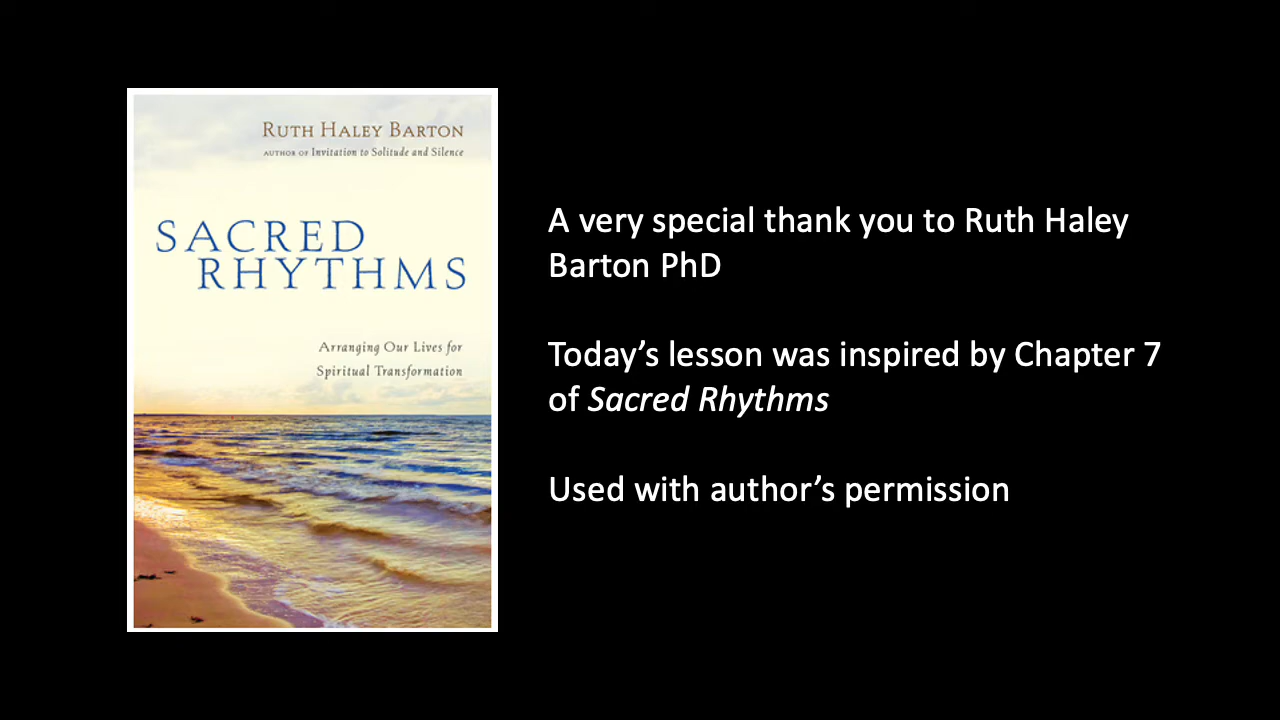 RUTH HALEY BARTON
AUTHOR OF Invitation to Solitude and Silence
SACRED
RHYTHMS
Arranging Our Lives for
Spiritual Transformation
A very special thank you to Ruth Haley
Barton PhD
Today’s lesson was inspired by Chapter 7
of Sacred Rhythms
Used with author’s permission